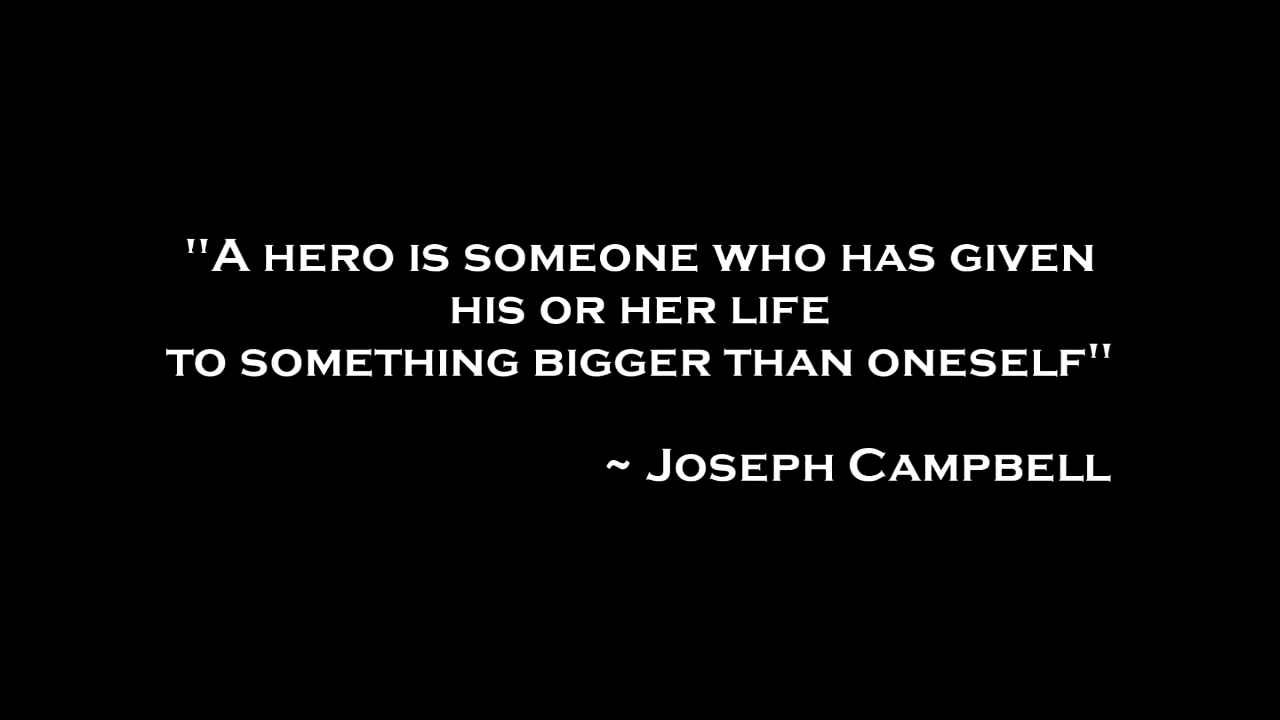 "A HERO IS SOMEONE WHO HAS GIVEN
HIS OR HER LIFE
TO SOMETHING BIGGER THAN ONESELF"
~ JOSEPH CAMPBELL